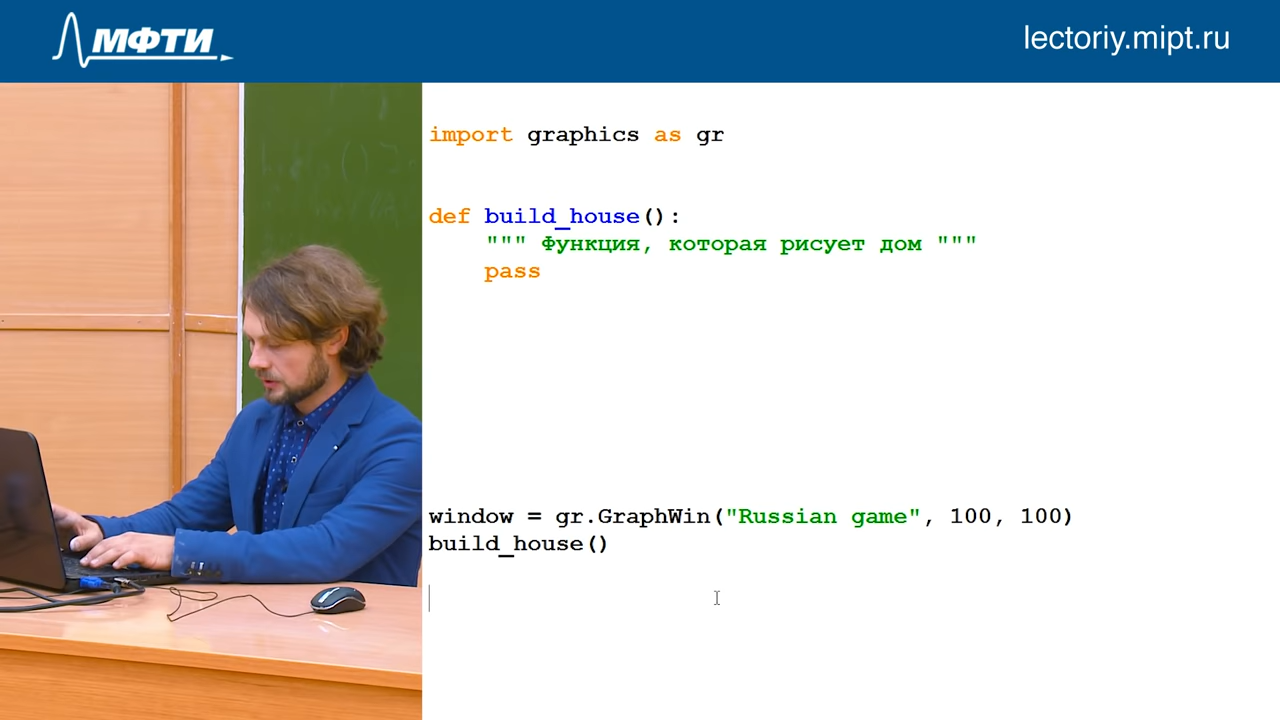 МФТИ
lectoriy.mipt.ru
import graphics as gr
def build_house():
""" Функция, которая рисует дом """
pass
window = gr.GraphWin("Russian game", 100, 100)
build_house()